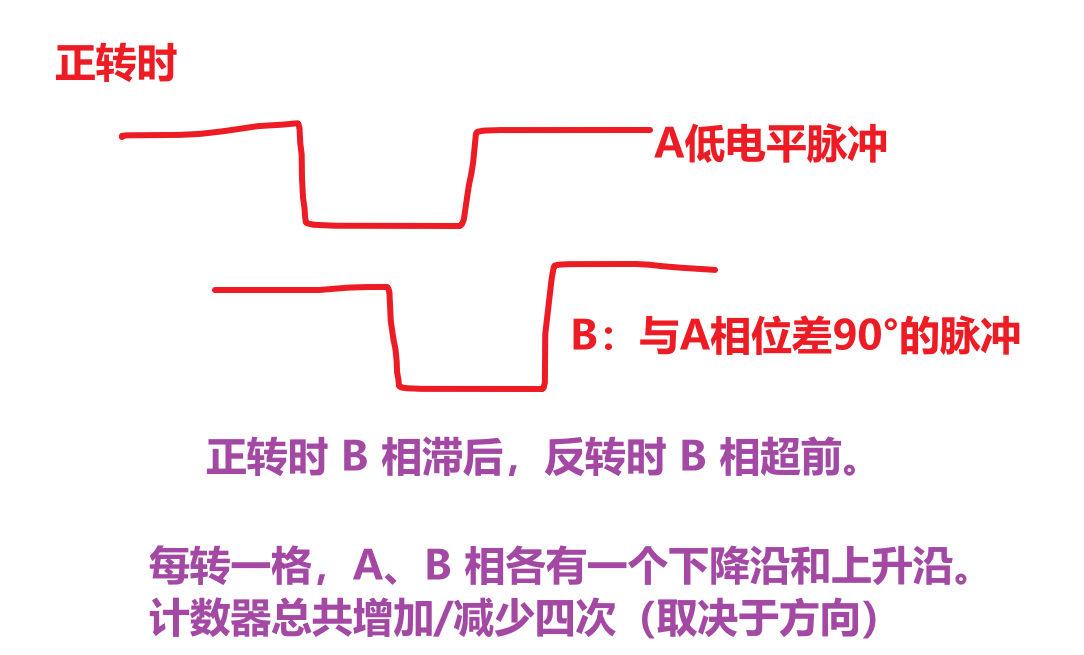 正转时
A低电平脉冲
B：与A相位差90°的脉冲
正转时 B 相滞后，反转时 B 相超前。
每转一格，A、B 相各有一个下降沿和上升沿。
计数器总共增加/减少四次（取决于方向）